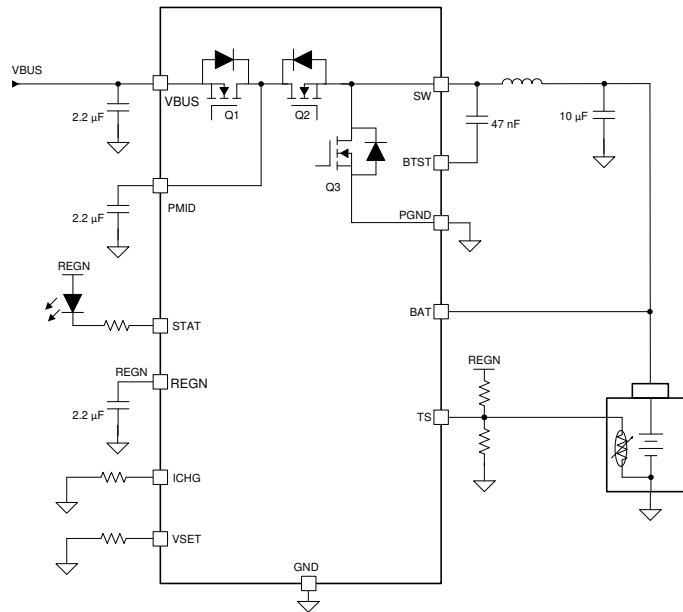 VBUS
VBUS
2.2 µF
Q1
Q2
SW
47 nF
10 µF
BTST
Q3
PMID
2.2 µF
PGND
REGN
STAT
BAT
REGN
REGN
REGN
2.2 µF
TS
ICHG
VSET
GND